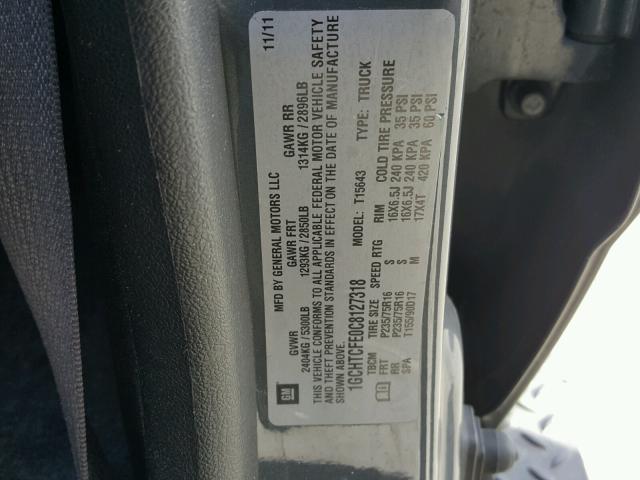 GM
MFD BY GENERAL MOTORS LLC
11/11
GVWR GAWR FRT GAWR RR
2404KG / 5300LB 1293KG / 2850LB 1314KG / 2896LB
THIS VEHICLE CONFORMS TO ALL APPLICABLE FEDERAL MOTOR VEHICLE SAFETY
AND THEFT PREVENTION STANDARDS IN EFFECT ON THE DATE OF MANUFACTURE
SHOWN ABOVE.
1GCHTCFE0C8127318 MODEL: T15643 TYPE: TRUCK
TBCM TIRE SIZE SPEED RTG RIM COLD TIRE PRESSURE
FRT P235/75R16 S 16X6.5J 240 KPA 35 PSI
RR P235/75R16 S 16X6.5J 240 KPA 35 PSI
SPA T155/90D17 M 17X4T 420 KPA 60 PSI